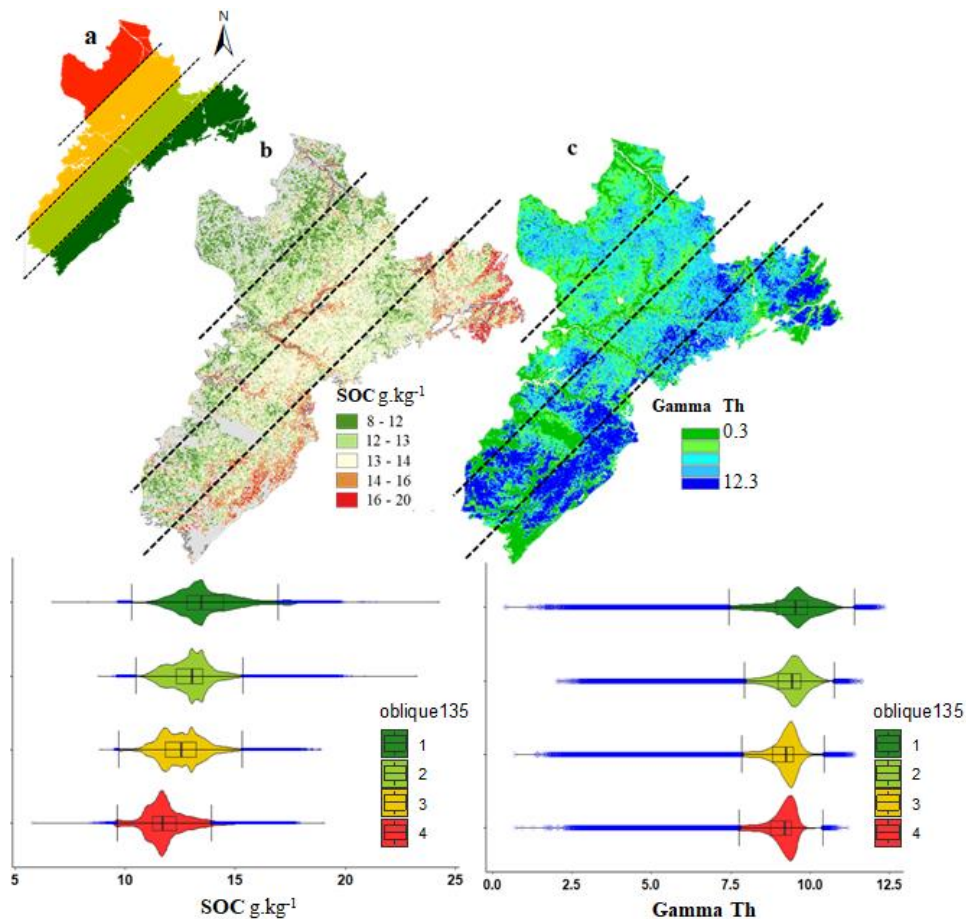 a
N
b
c
SOC g.kg-1
8 - 12
12 - 13
13 - 14
14 - 16
16 - 20
Gamma Th
0.3
12.3
oblique135
1
2
3
4
5 10 15 20 25
SOC g.kg-1
oblique135
1
2
3
4
0.0 2.5 5.0 7.5 10.0 12.5
Gamma Th